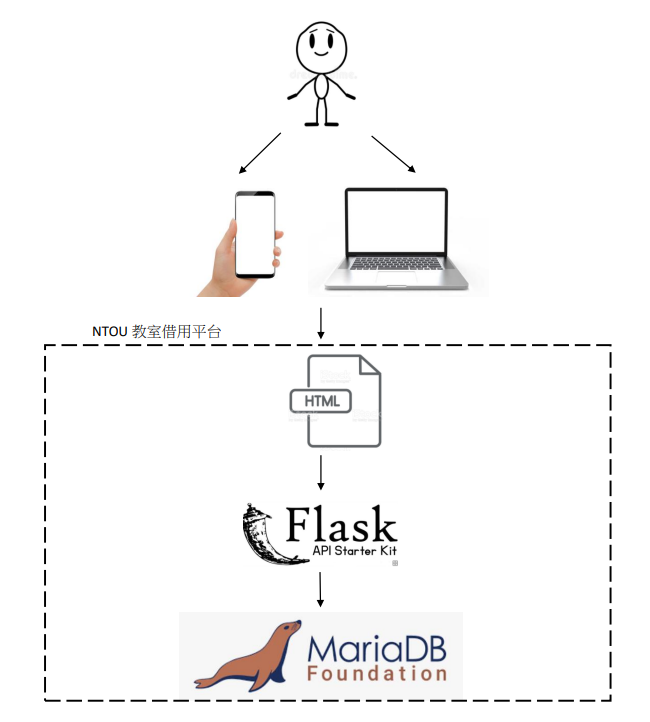 NTOU 教室借用平台
HTML
Flask
API Starter Kit
MariaDB
Foundation